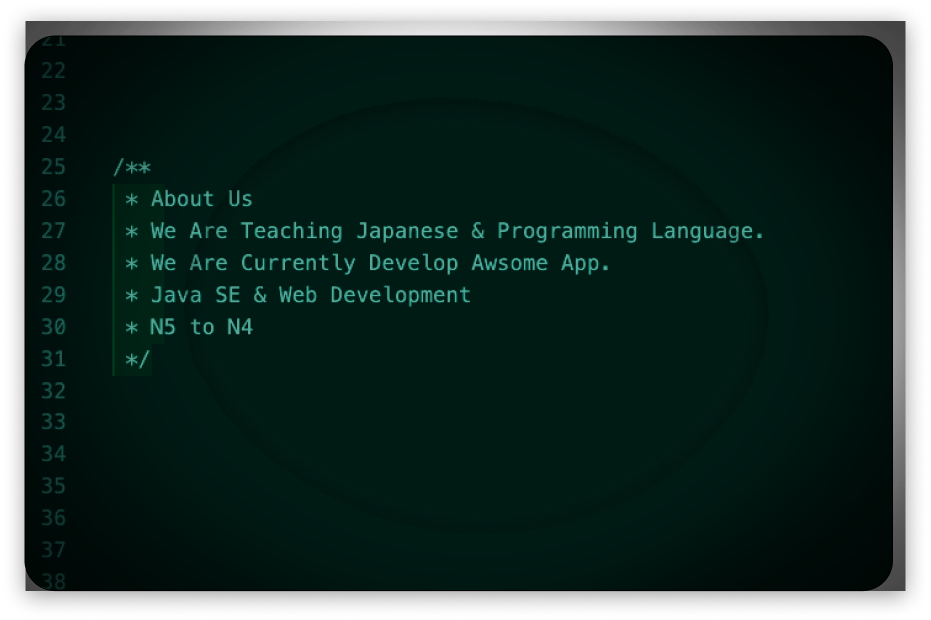 21
22
23
24
25 /**
26 * About Us
27 * We Are Teaching Japanese & Programming Language.
28 * We Are Currently Develop Awsome App.
29 * Java SE & Web Development
30 * N5 to N4
31 */
32
33
34
35
36
37
38